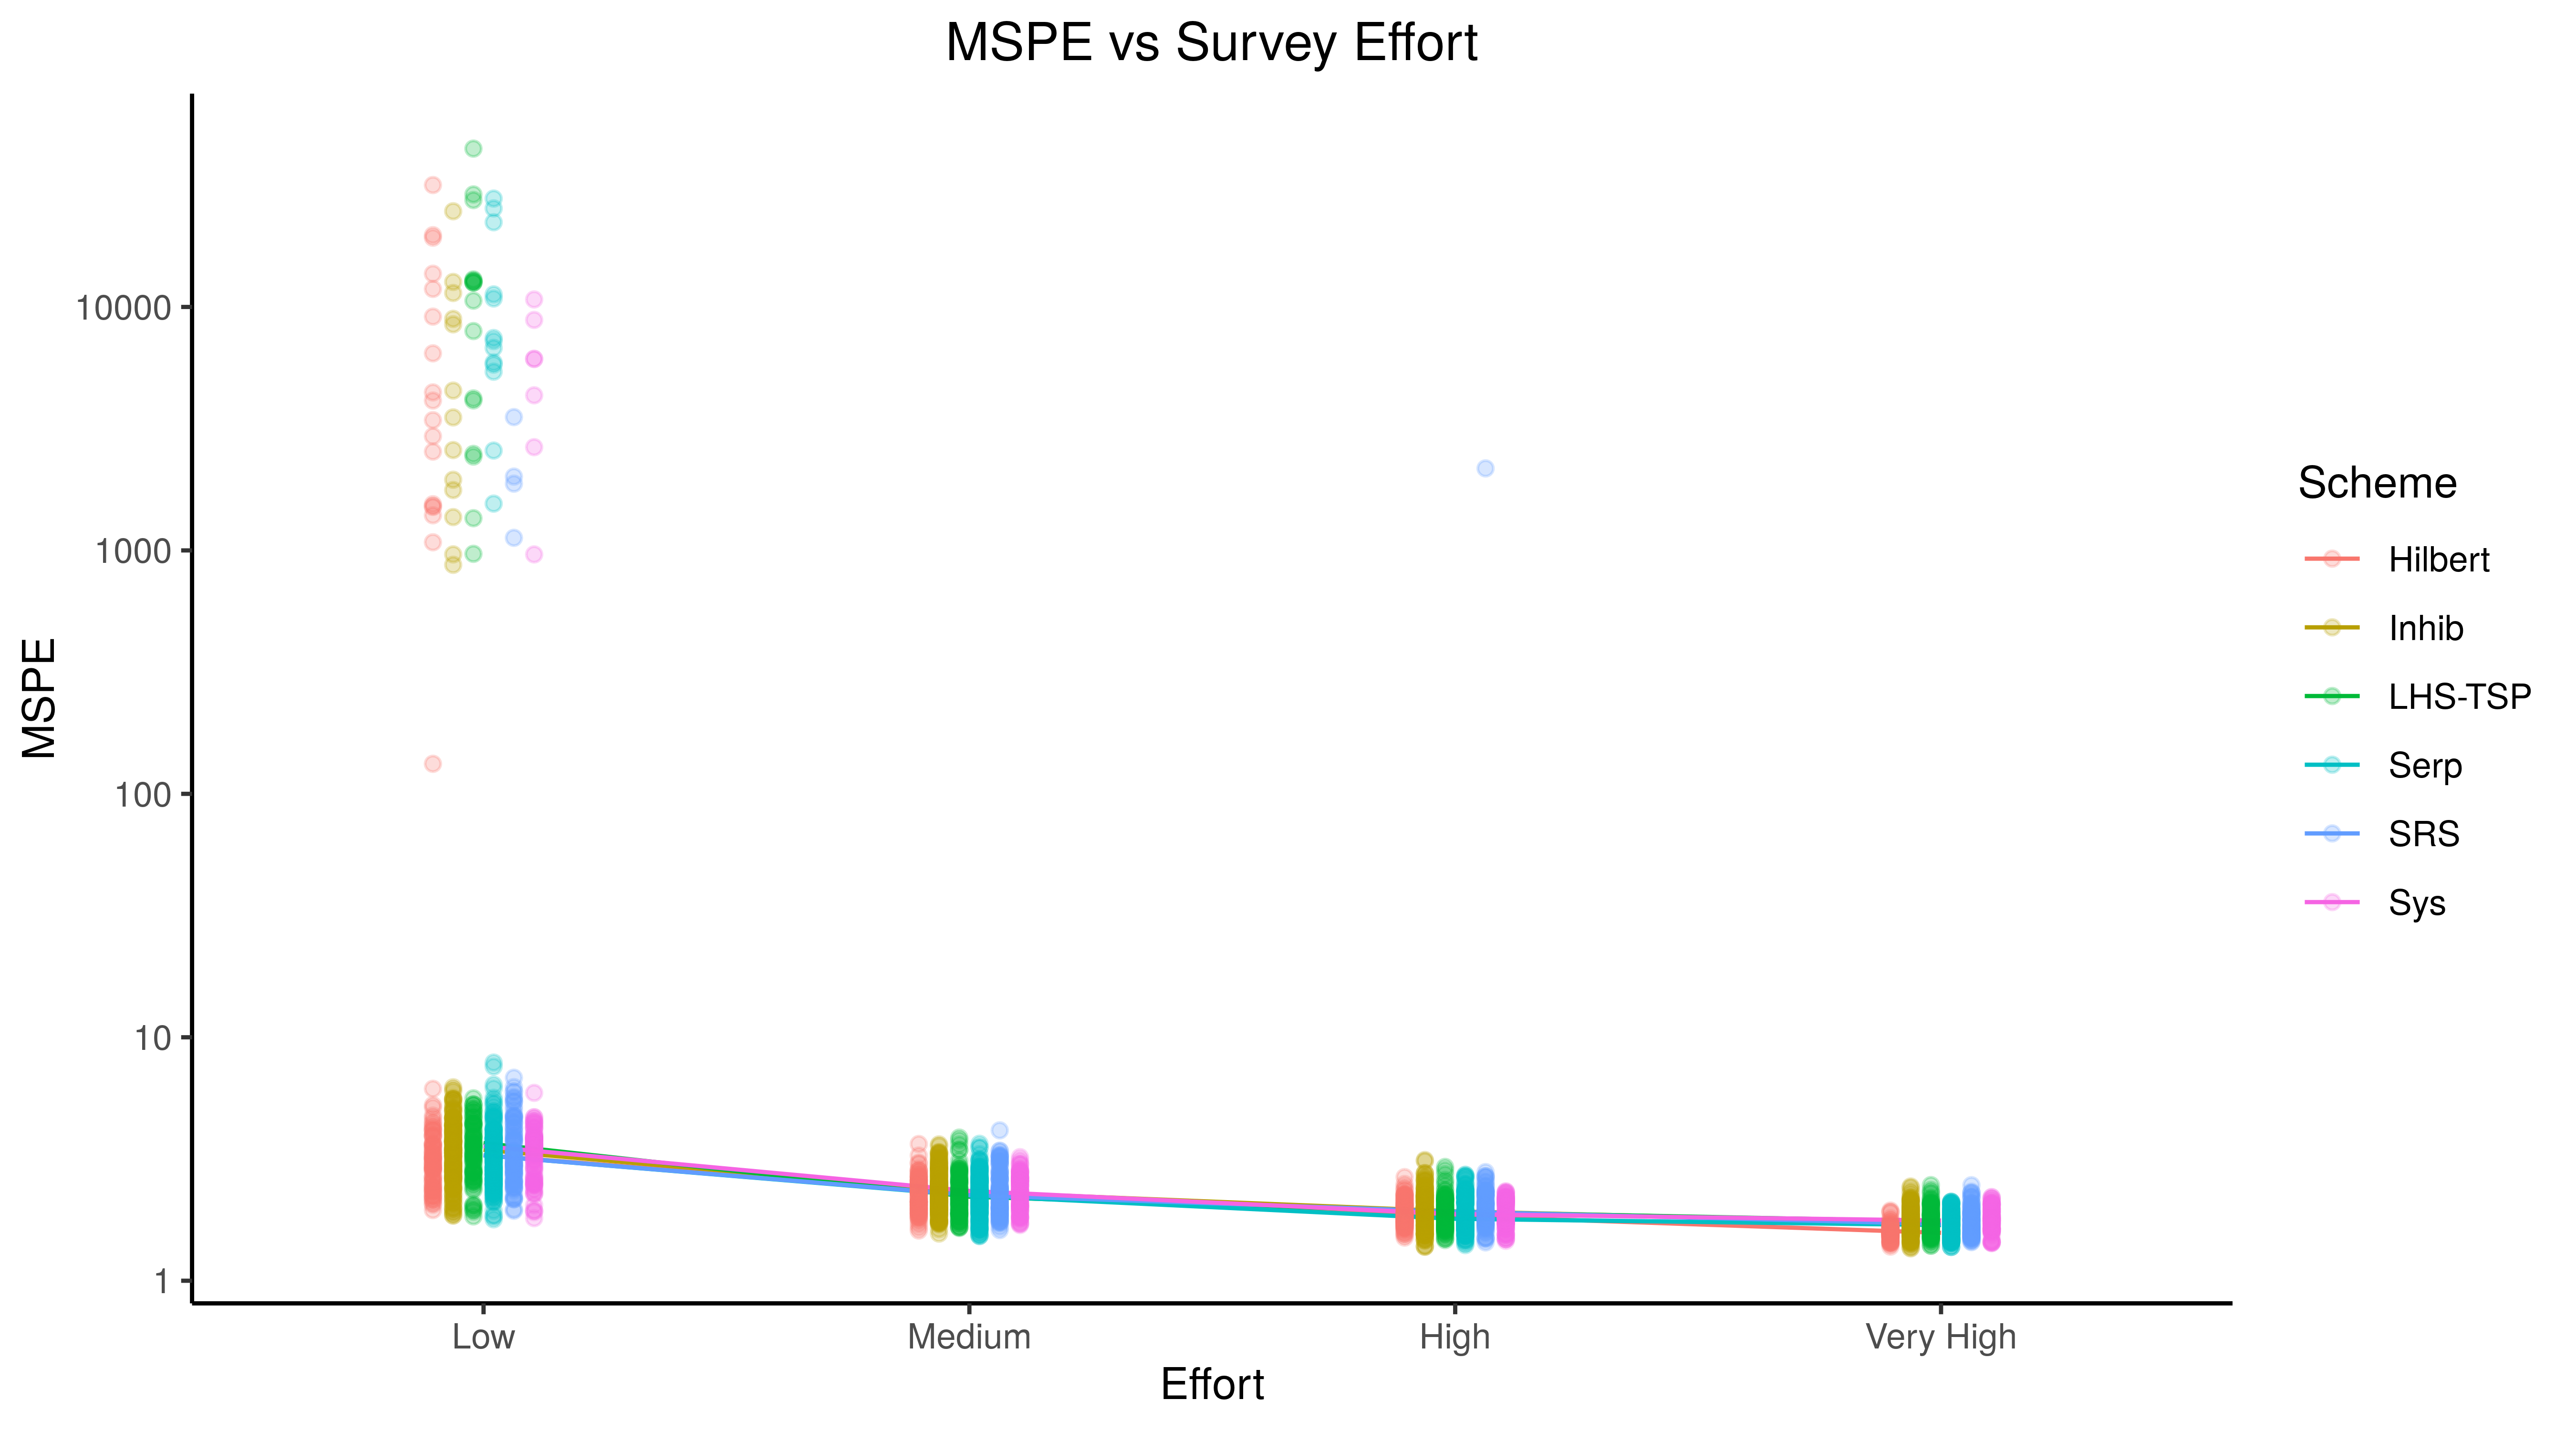 MSPE vs Survey Effort
MSPE
10000
1000
100
10
1
Low
Medium
High
Very High
Effort
Scheme
Hilbert
Inhib
LHS-TSP
Serp
SRS
Sys